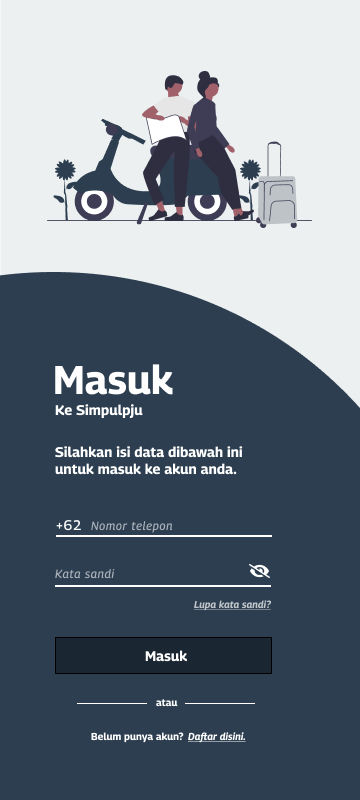 Masuk
Ke Simpulpju
Silahkan isi data dibawah ini
untuk masuk ke akun anda.
+62 Nomor telepon
Kata sandi
Lupa kata sandi?
Masuk
atau
Belum punya akun? Daftar disini.